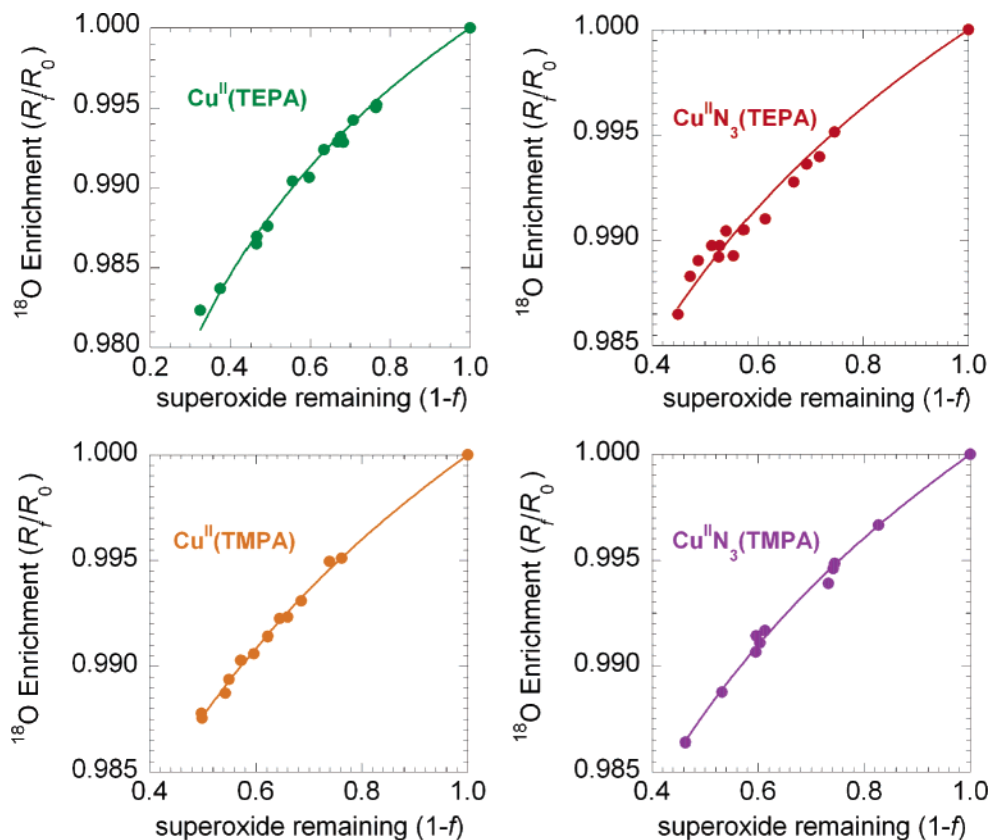 ¹⁸O Enrichment (R_f/R_0)
1.000
0.995
0.990
0.985
0.980
Cu^II(TEPA)
0.2 0.4 0.6 0.8 1.0
superoxide remaining (1-f)
¹⁸O Enrichment (R_f/R_0)
1.000
0.995
0.990
0.985
Cu^IIN_3(TEPA)
0.4 0.6 0.8 1.0
superoxide remaining (1-f)
¹⁸O Enrichment (R_f/R_0)
1.000
0.995
0.990
0.985
Cu^II(TMPA)
0.4 0.6 0.8 1.0
superoxide remaining (1-f)
¹⁸O Enrichment (R_f/R_0)
1.000
0.995
0.990
0.985
Cu^IIN_3(TMPA)
0.4 0.6 0.8 1.0
superoxide remaining (1-f)